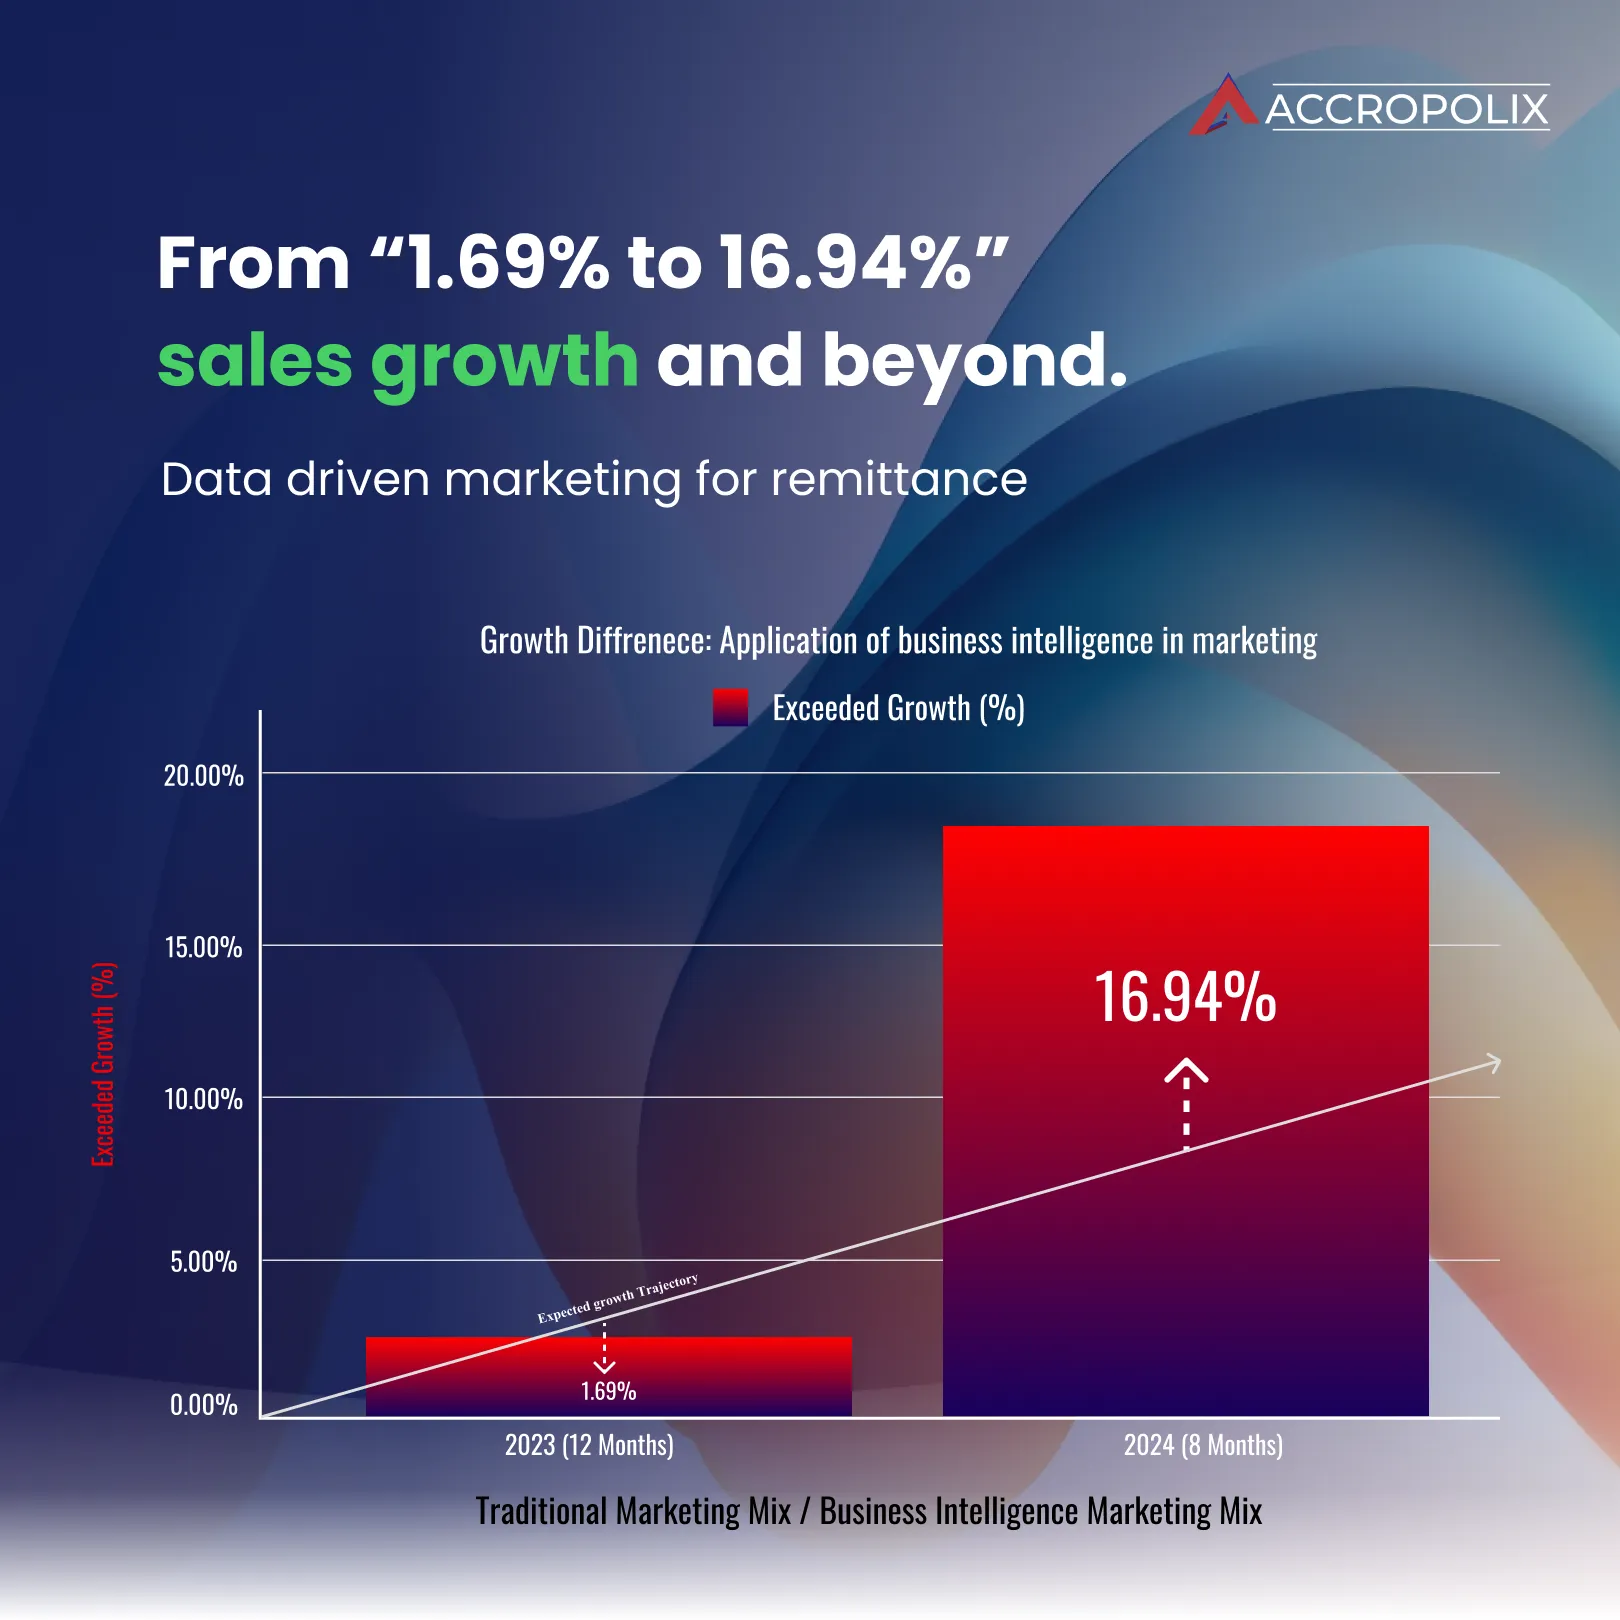 ACCROPOLIX
From “1.69% to 16.94%”
sales growth and beyond.
Data driven marketing for remittance
Growth Diffrenece: Application of business intelligence in marketing
Exceeded Growth (%)
20.00%
15.00%
10.00%
5.00%
0.00%
Exceeded Growth (%)
16.94%
Expected growth Trajectory
1.69%
2023 (12 Months)
2024 (8 Months)
Traditional Marketing Mix / Business Intelligence Marketing Mix